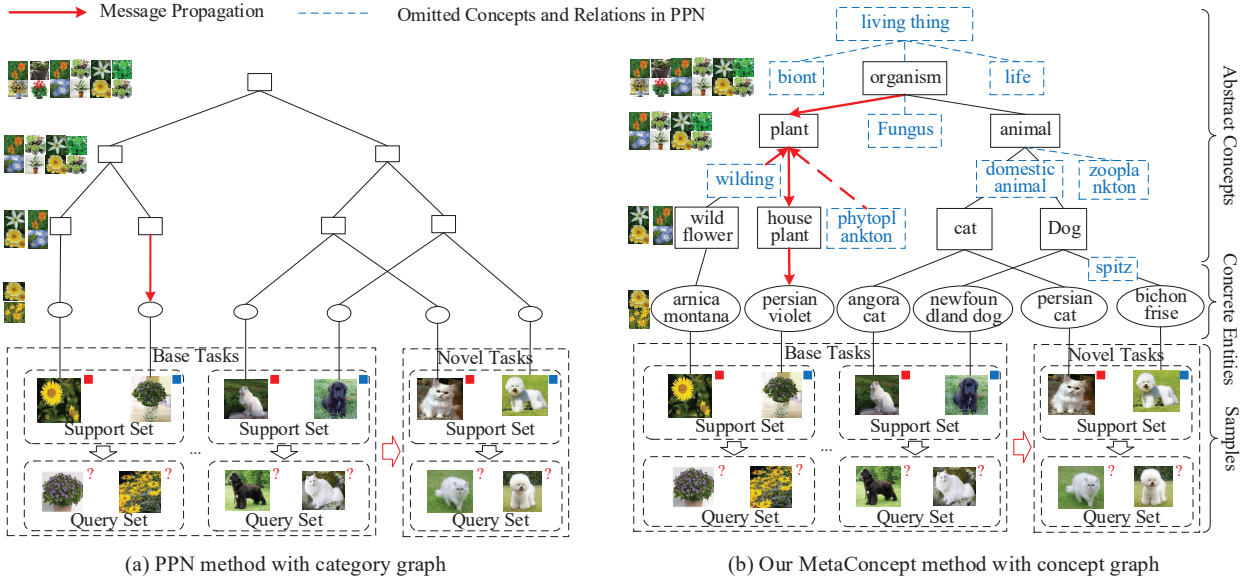 Message Propagation
Omitted Concepts and Relations in PPN
Base Tasks
Novel Tasks
Support Set
Support Set
Support Set
...
?
?
?
?
?
?
Query Set
Query Set
Query Set
(a) PPN method with category graph
living thing
biont
organism
life
plant
Fungus
animal
wilding
domestic
animal
zoopla
nkton
wild
flower
house
plant
phytopl
ankton
cat
Dog
spitz
arnica
montana
persian
violet
angora
cat
newfoun
dland dog
persian
cat
bichon
frise
Base Tasks
Novel Tasks
Support Set
Support Set
Support Set
...
?
?
?
?
?
?
Query Set
Query Set
Query Set
Abstract Concepts
Concrete Entities
Samples
(b) Our MetaConcept method with concept graph